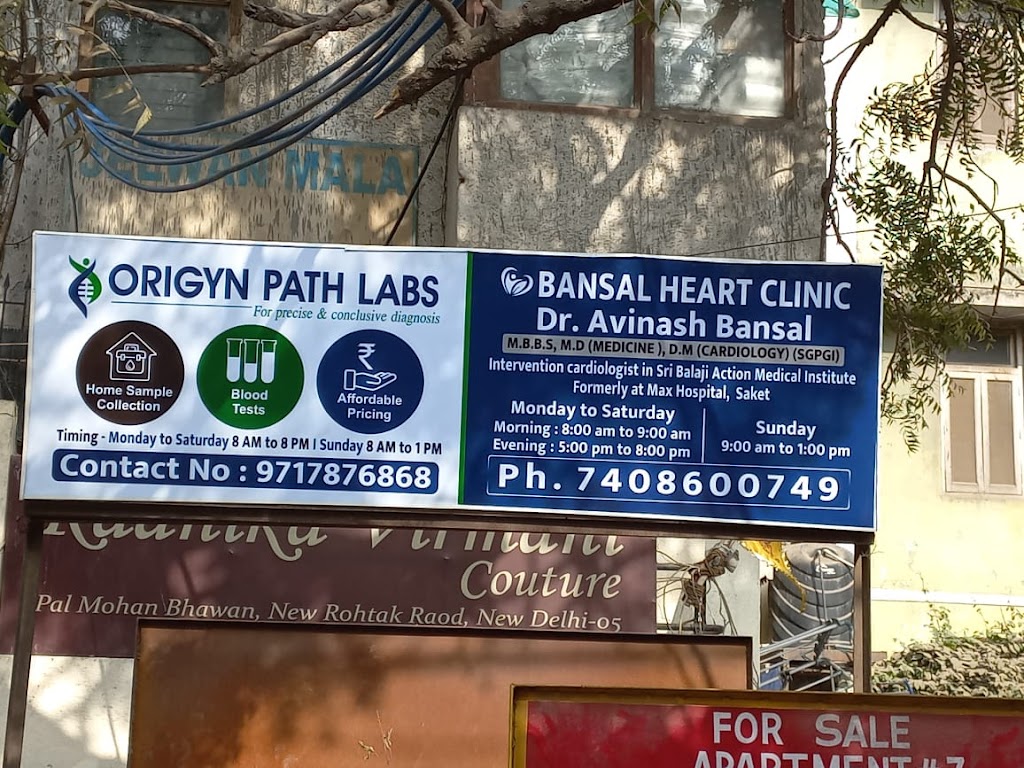 JEEWAN MALA
ORIGYN PATH LABS
For precise & conclusive diagnosis
Home Sample
Collection
Blood
Tests
₹
Affordable
Pricing
Timing - Monday to Saturday 8 AM to 8 PM I Sunday 8 AM to 1 PM
Contact No : 9717876868
BANSAL HEART CLINIC
Dr. Avinash Bansal
M.B.B.S, M.D (MEDICINE ), D.M (CARDIOLOGY) (SGPGI)
Intervention cardiologist in Sri Balaji Action Medical Institute
Formerly at Max Hospital, Saket
Monday to Saturday
Morning : 8:00 am to 9:00 am
Evening : 5:00 pm to 8:00 pm
Sunday
9:00 am to 1:00 pm
Ph. 7408600749
Raahika Virmani
Couture
Pal Mohan Bhawan, New Rohtak Raod, New Delhi-05
FOR SALE
APARTMENT # 7